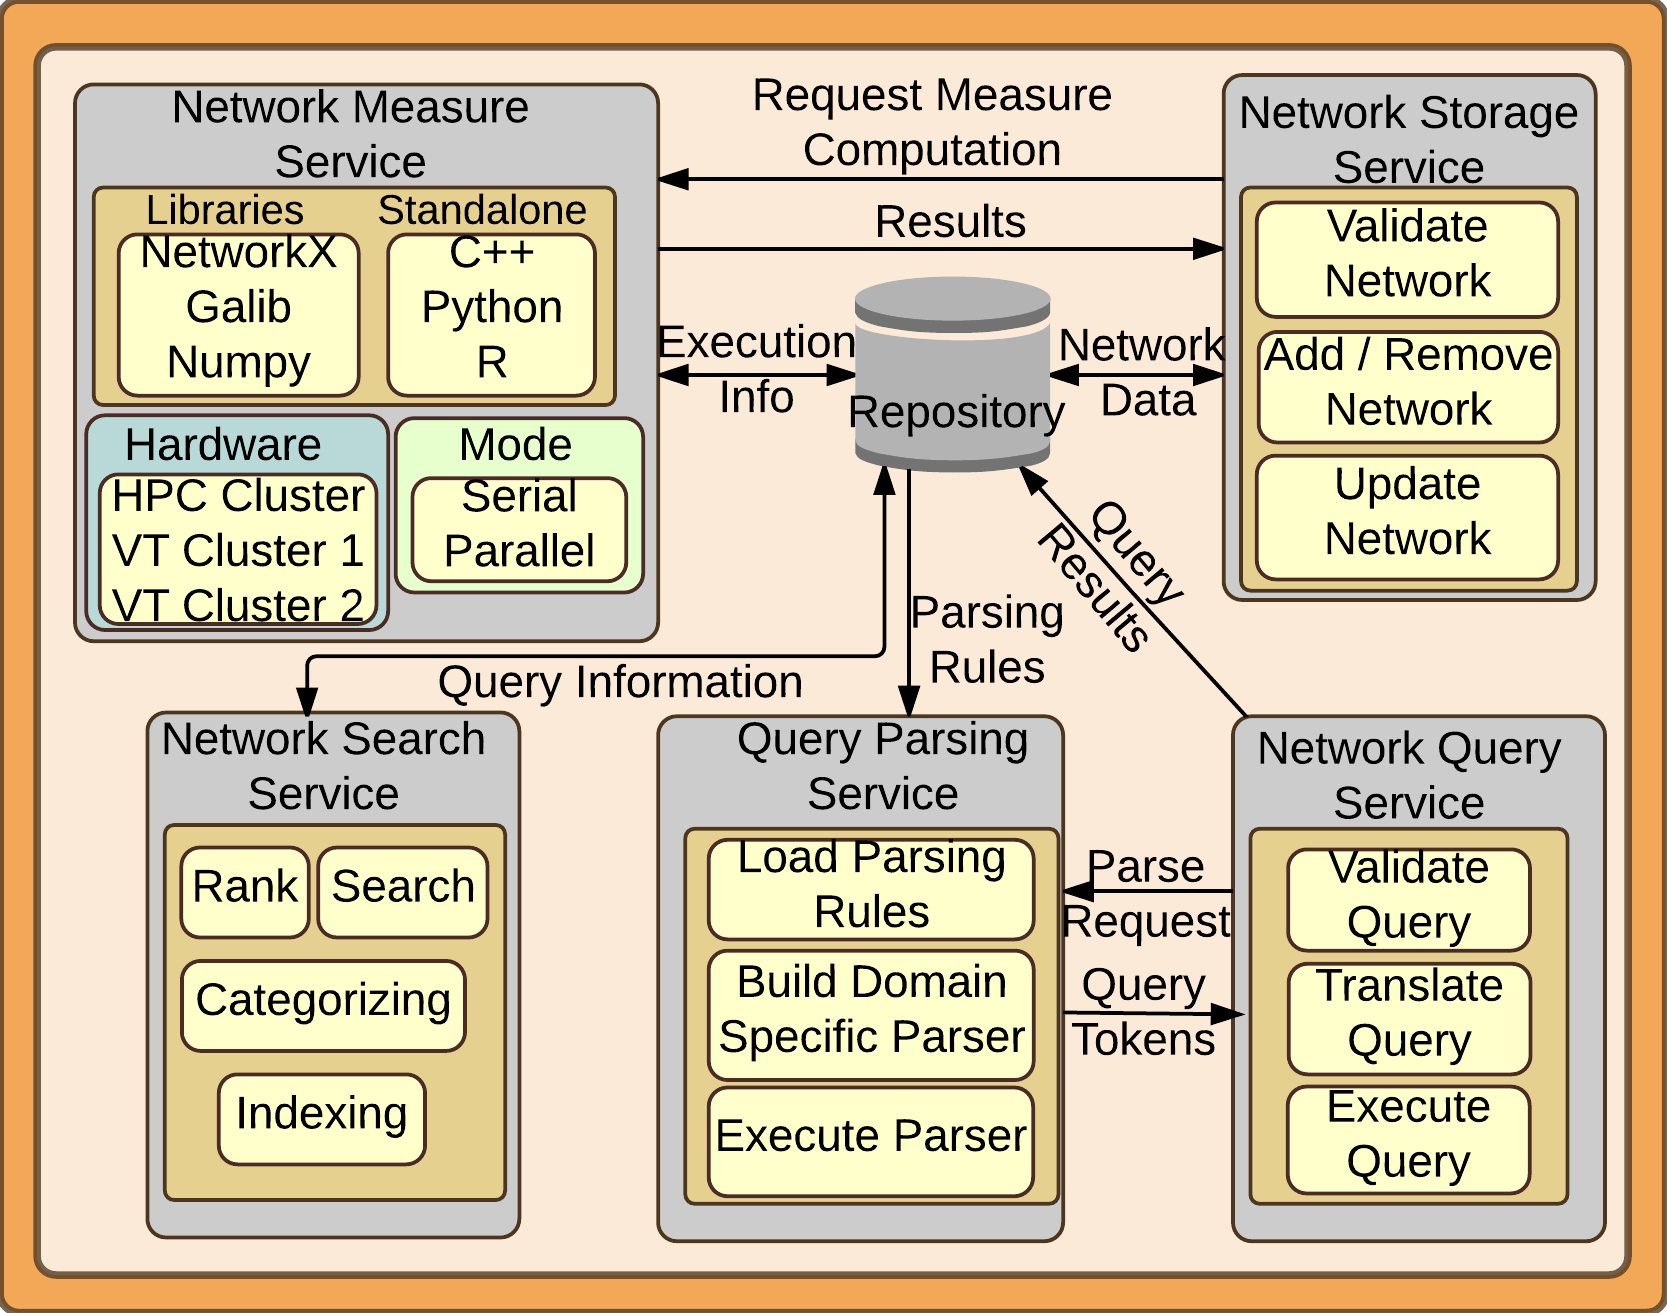 Network Measure
Service
Libraries
NetworkX
Galib
Numpy
Standalone
C++
Python
R
Hardware
HPC Cluster
VT Cluster 1
VT Cluster 2
Mode
Serial
Parallel
Request Measure
Computation
Results
Execution
Info
Repository
Network
Data
Network Storage
Service
Validate
Network
Add / Remove
Network
Update
Network
Query Information
Parsing
Rules
Query
Results
Network Search
Service
Rank
Search
Categorizing
Indexing
Query Parsing
Service
Load Parsing
Rules
Build Domain
Specific Parser
Execute Parser
Parse
Request
Query
Tokens
Network Query
Service
Validate
Query
Translate
Query
Execute
Query